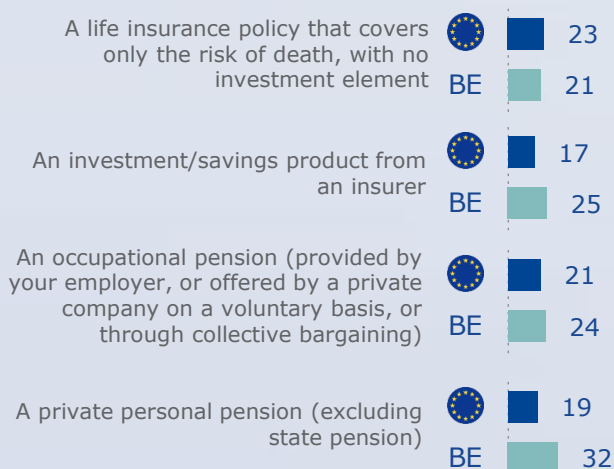 A life insurance policy that covers
only the risk of death, with no
investment element
23
BE 21
An investment/savings product from
an insurer
17
BE 25
An occupational pension (provided by
your employer, or offered by a private
company on a voluntary basis, or
through collective bargaining)
21
BE 24
A private personal pension (excluding
state pension)
19
BE 32